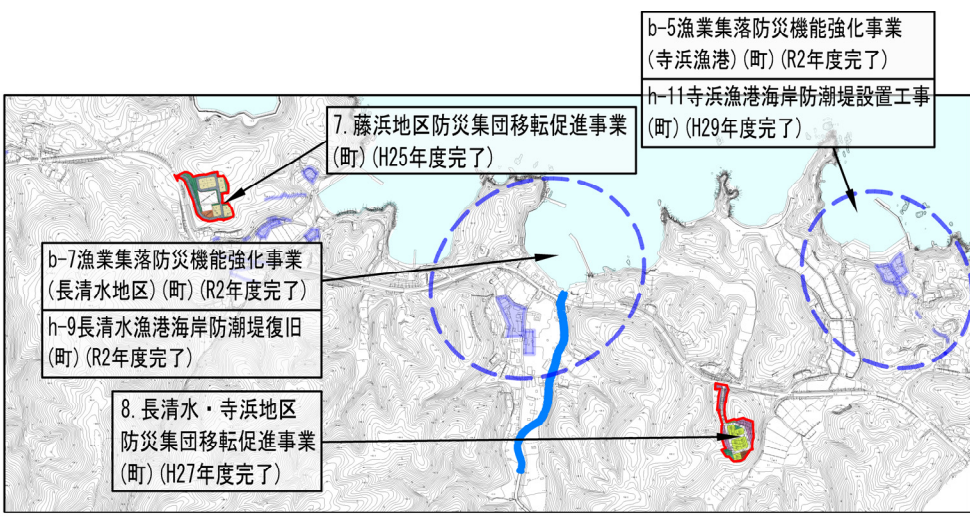 b-5漁業集落防災機能強化事業
(寺浜漁港)(町)(R2年度完了)
h-11寺浜漁港海岸防潮堤設置工事
(町)(H29年度完了)
7.藤浜地区防災集団移転促進事業
(町)(H25年度完了)
b-7漁業集落防災機能強化事業
(長清水地区)(町)(R2年度完了)
h-9長清水漁港海岸防潮堤復旧
(町)(R2年度完了)
8.長清水・寺浜地区
防災集団移転促進事業
(町)(H27年度完了)